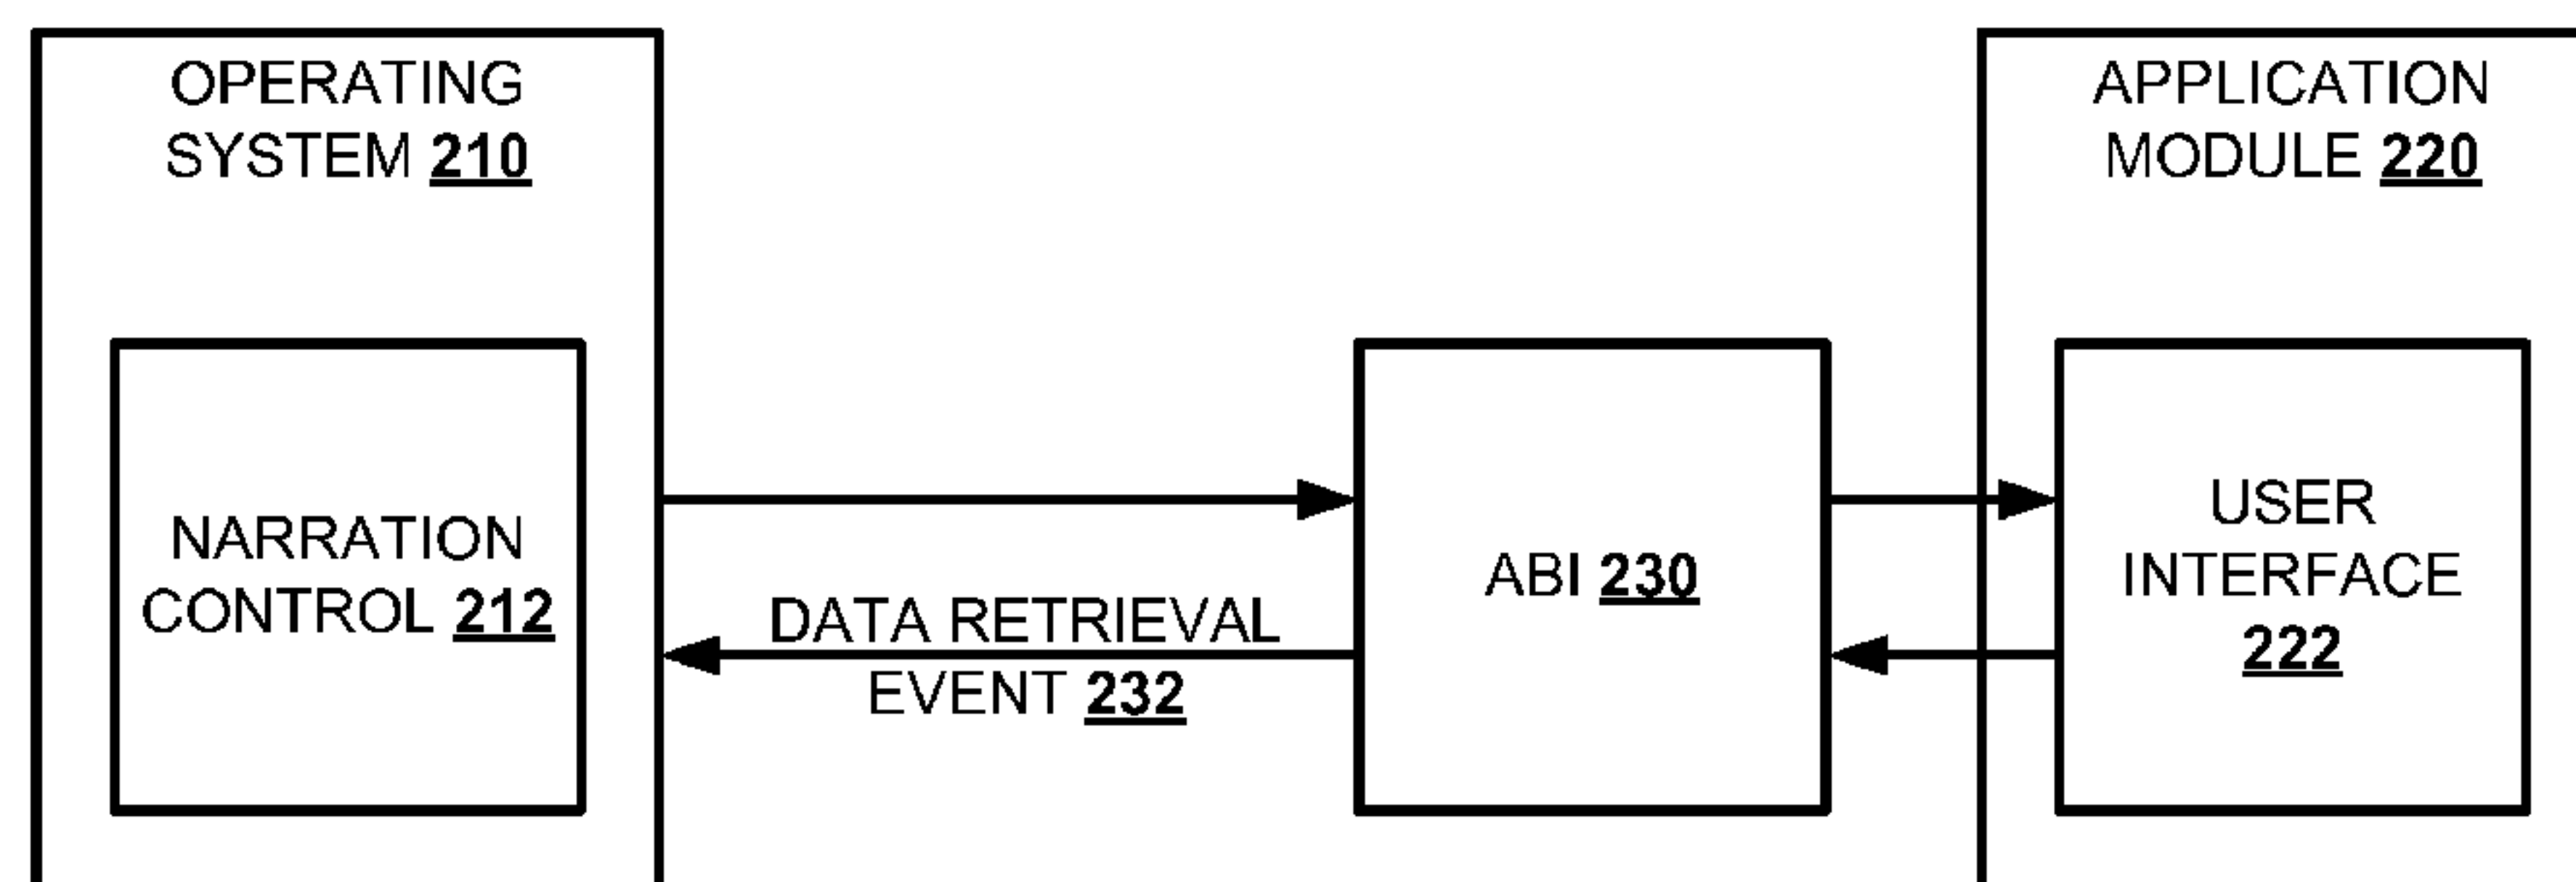 OPERATING
SYSTEM 210
NARRATION
CONTROL 212
DATA RETRIEVAL
EVENT 232
ABI 230
APPLICATION
MODULE 220
USER
INTERFACE
222